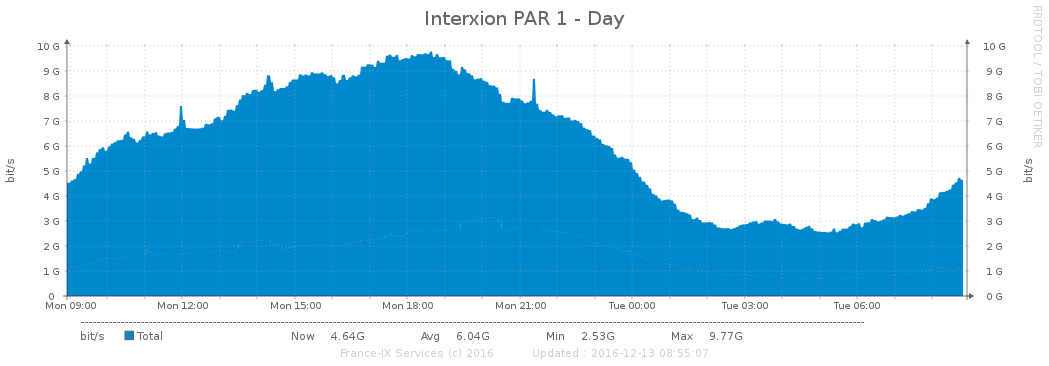 Interxion PAR 1 - Day
RRDTOOL / TOBI OETIKER
bit/s
bit/s
10 G 10 G
9 G 9 G
8 G 8 G
7 G 7 G
6 G 6 G
5 G 5 G
4 G 4 G
3 G 3 G
2 G 2 G
1 G 1 G
0 0 G
Mon 09:00 Mon 12:00 Mon 15:00 Mon 18:00 Mon 21:00 Tue 00:00 Tue 03:00 Tue 06:00
bit/s Total Now 4.64G Avg 6.04G Min 2.53G Max 9.77G
France-IX Services (c) 2016 Updated : 2016-12-13 08:55:07